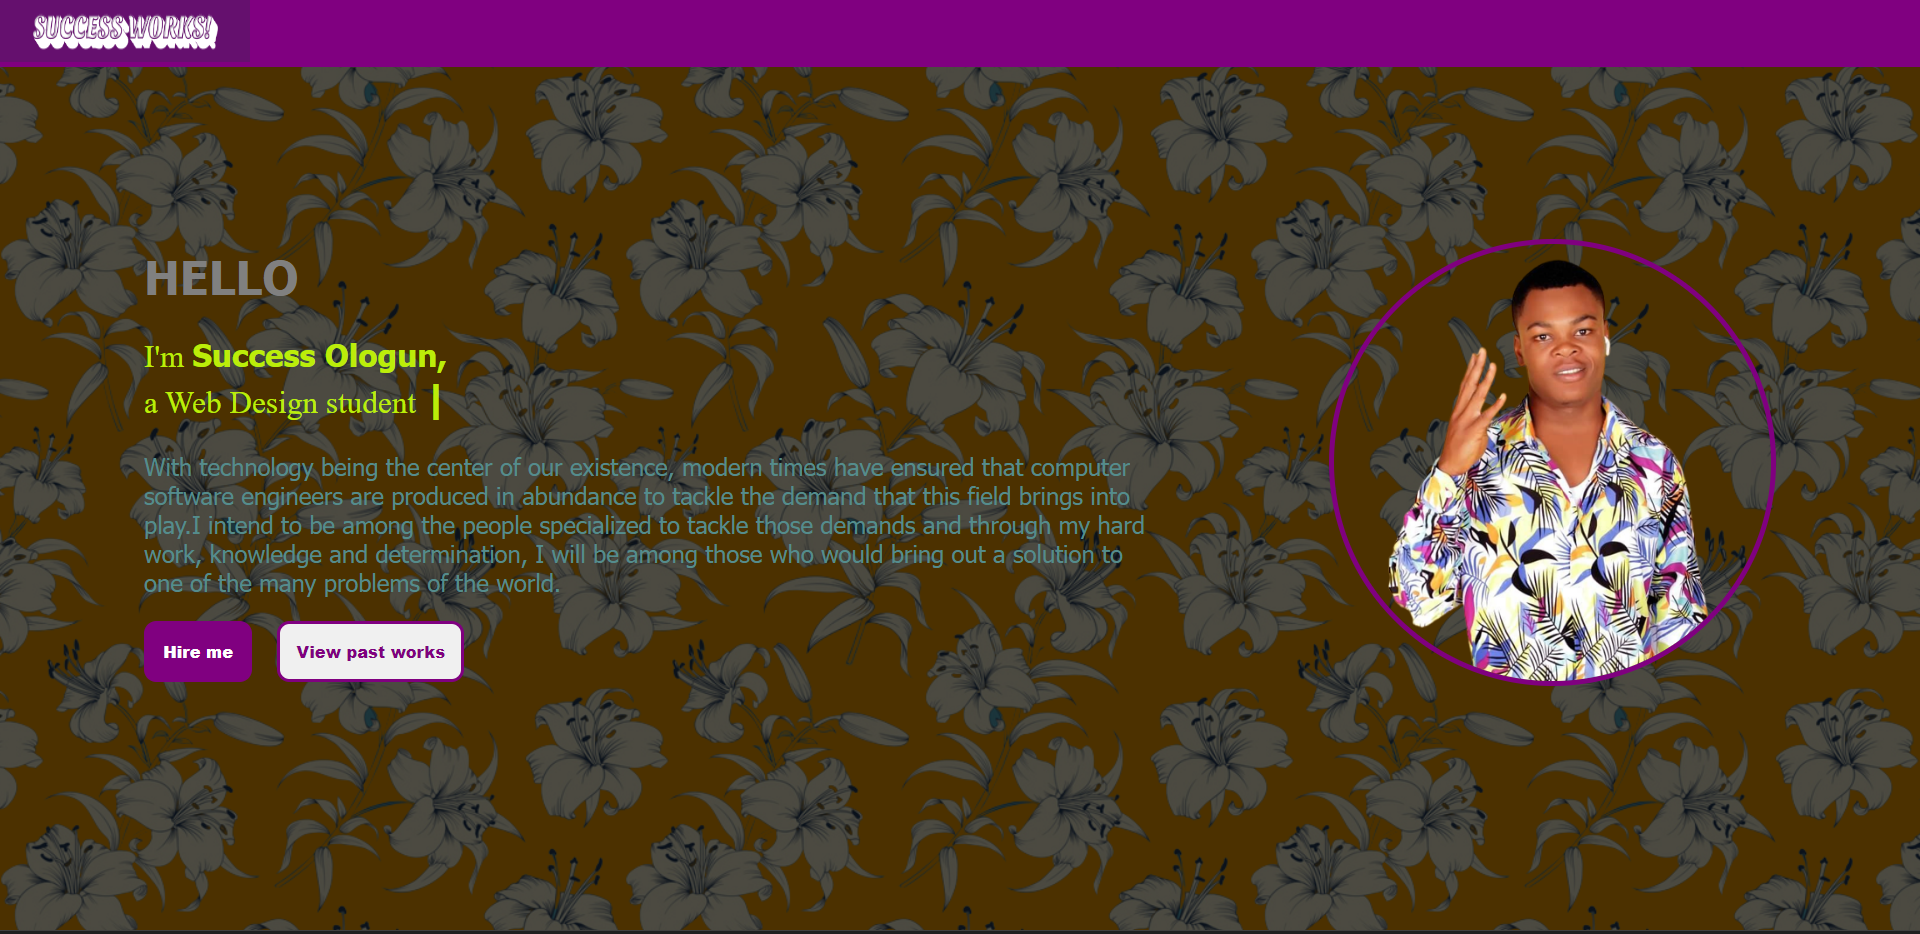 SUCCESS WORKS!
HELLO
I'm Success Ologun,
a Web Design student
With technology being the center of our existence, modern times have ensured that computer
software engineers are produced in abundance to tackle the demand that this field brings into
play.I intend to be among the people specialized to tackle those demands and through my hard
work, knowledge and determination, I will be among those who would bring out a solution to
one of the many problems of the world.
Hire me
View past works